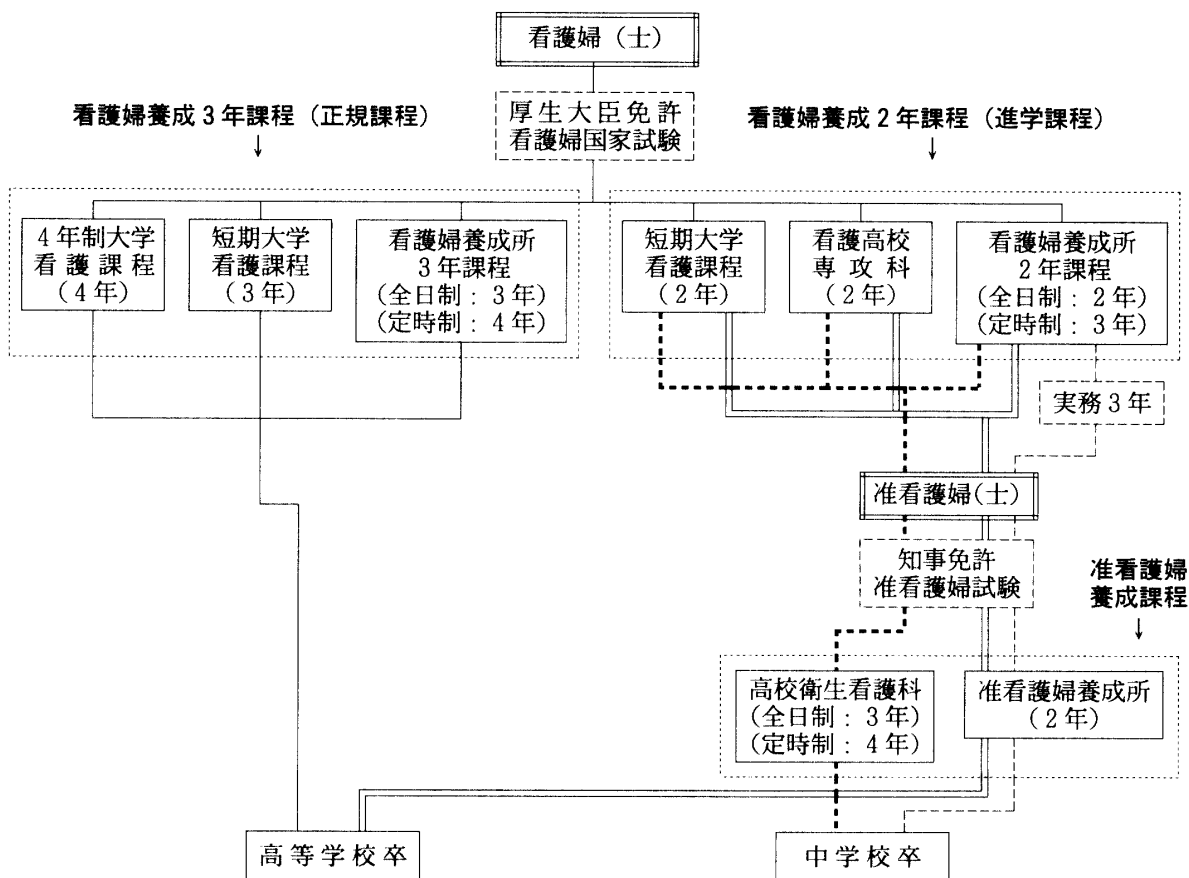 看護婦（士）
厚生大臣免許
看護婦国家試験
看護婦養成３年課程（正規課程）
↓
看護婦養成２年課程（進学課程）
↓
４年制大学
看護課程
（４年）
短期大学
看護課程
（３年）
看護婦養成所
３年課程
（全日制：３年）
（定時制：４年）
短期大学
看護課程
（２年）
看護高校
専攻科
（２年）
看護婦養成所
２年課程
（全日制：２年）
（定時制：３年）
実務３年
准看護婦（士）
知事免許
准看護婦試験
准看護婦
養成課程
↓
高校衛生看護科
（全日制：３年）
（定時制：４年）
准看護婦養成所
（２年）
高等学校卒
中学校卒